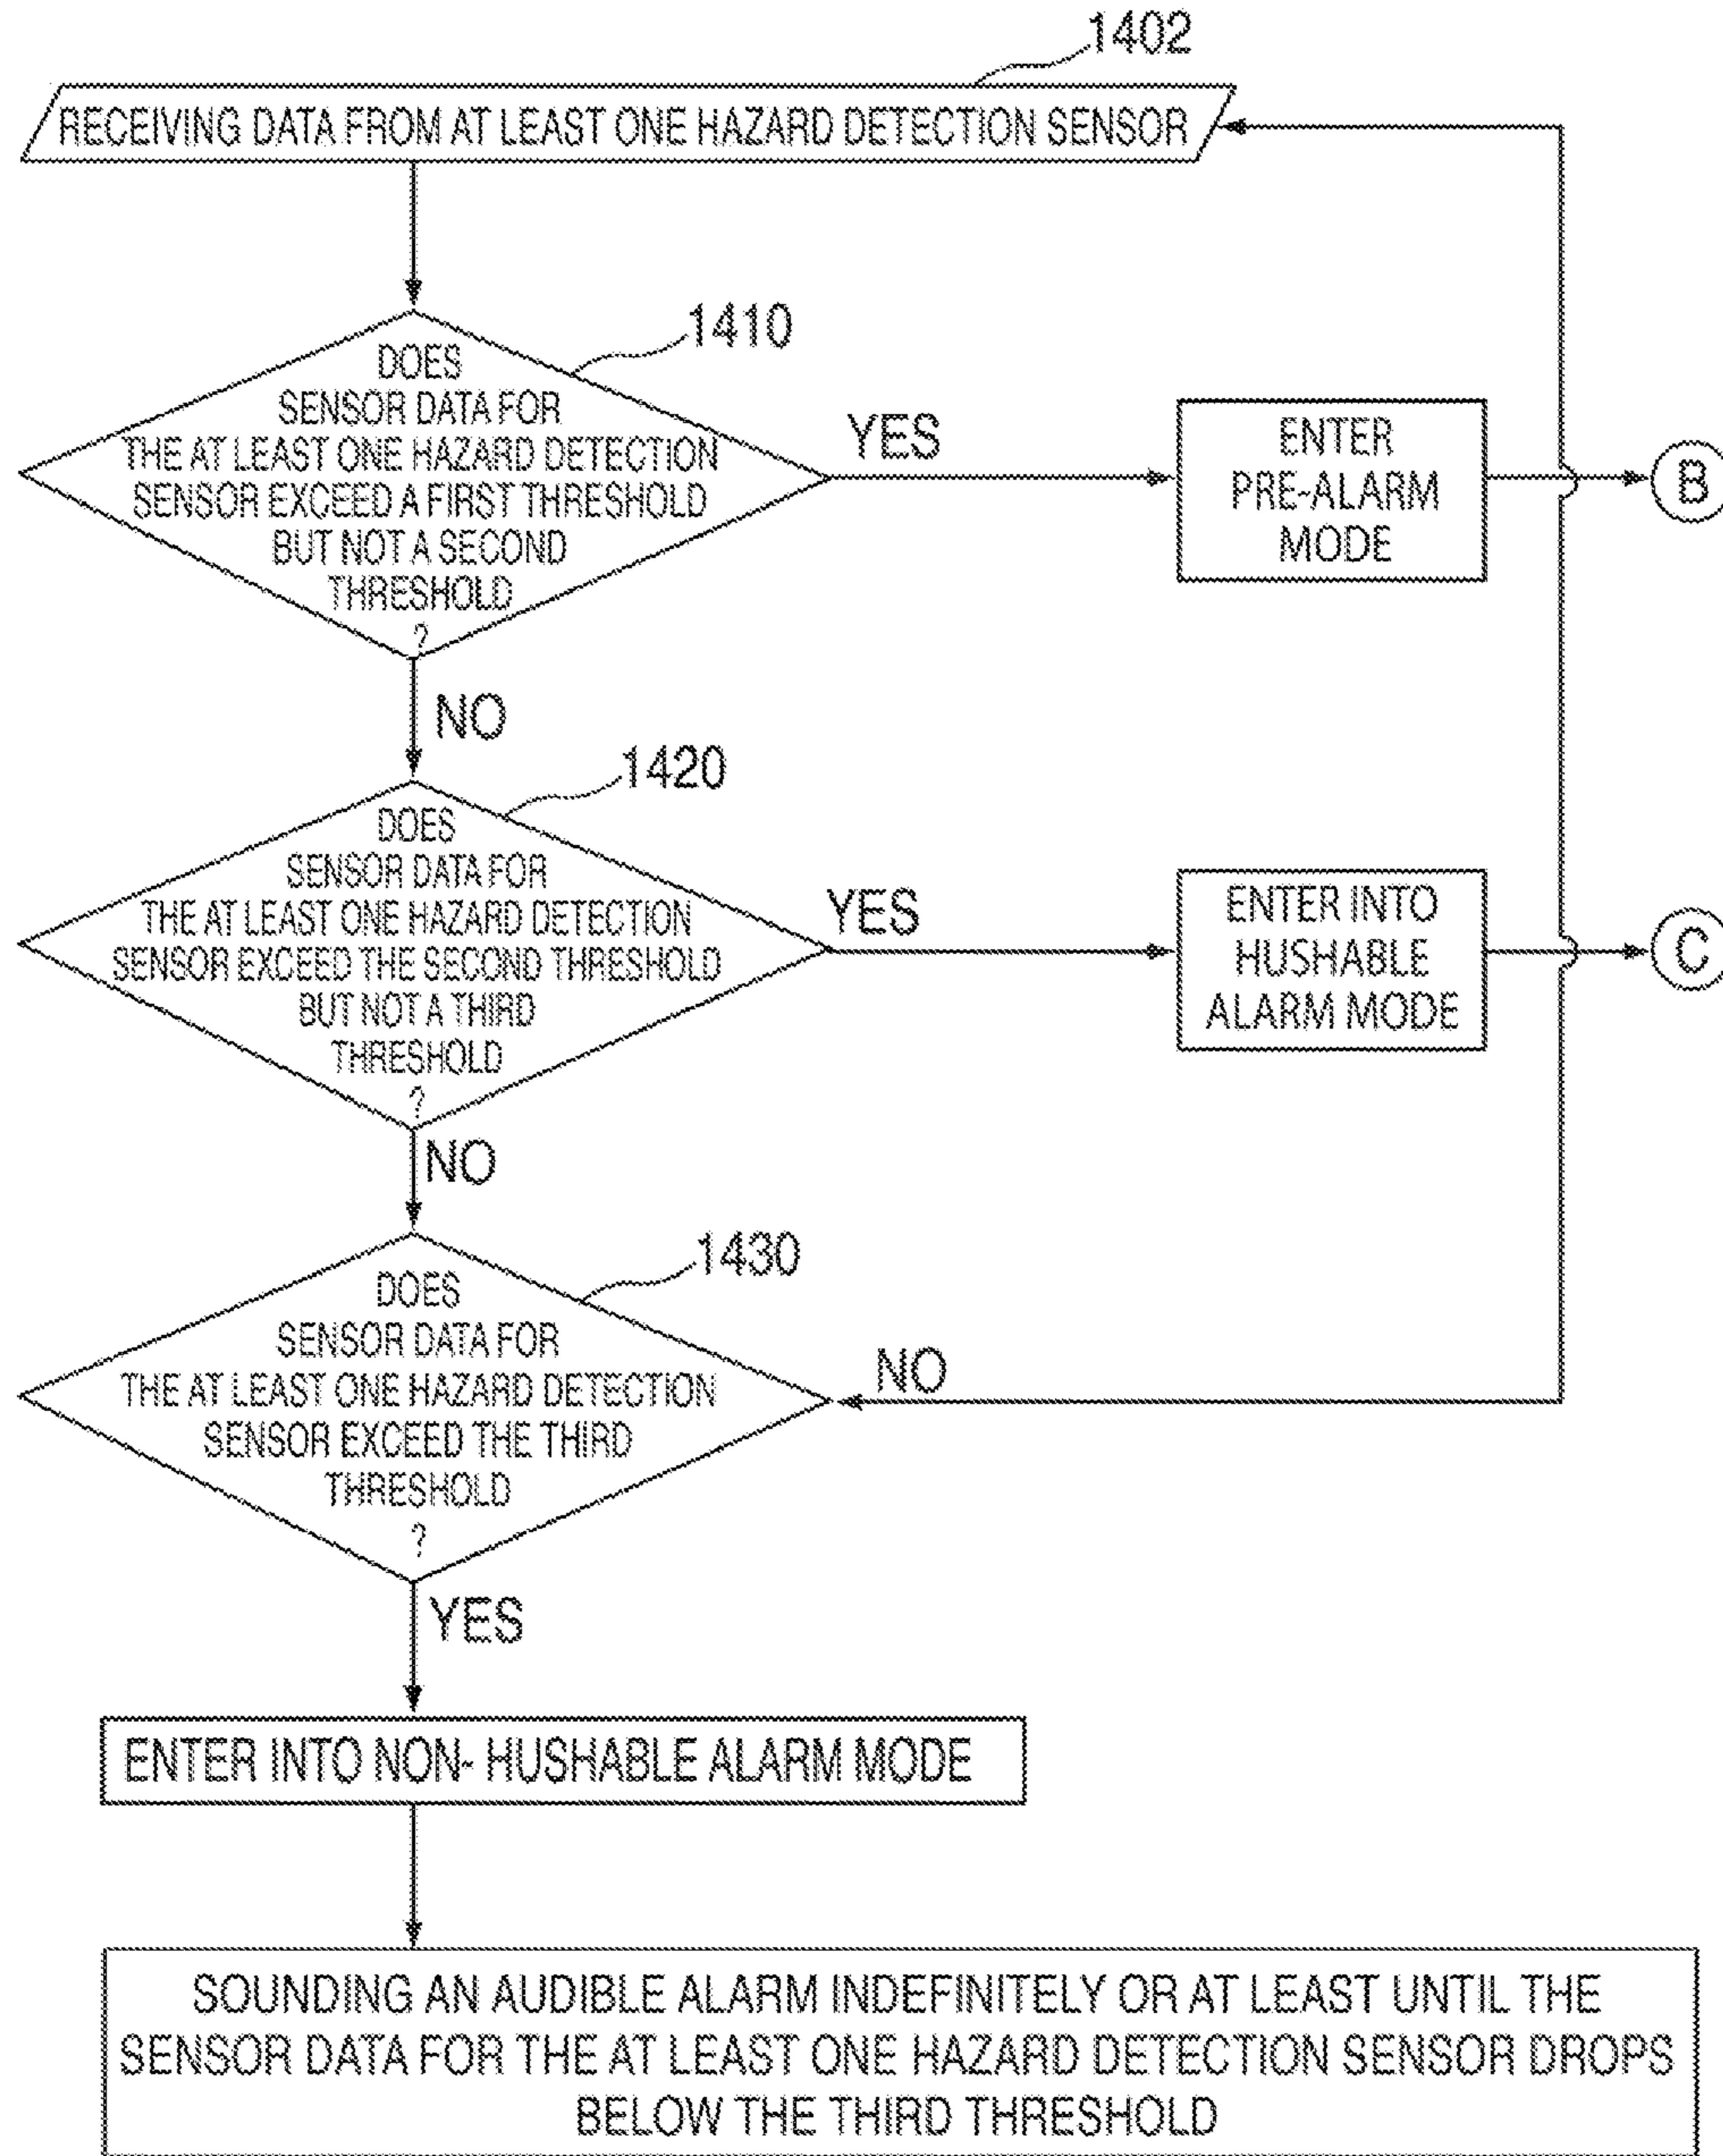 1402
RECEIVING DATA FROM AT LEAST ONE HAZARD DETECTION SENSOR
1410
DOES
SENSOR DATA FOR
THE AT LEAST ONE HAZARD DETECTION
SENSOR EXCEED A FIRST THRESHOLD
BUT NOT A SECOND
THRESHOLD
?
YES
ENTER
PRE-ALARM
MODE
B
NO
1420
DOES
SENSOR DATA FOR
THE AT LEAST ONE HAZARD DETECTION
SENSOR EXCEED THE SECOND THRESHOLD
BUT NOT A THIRD
THRESHOLD
?
YES
ENTER INTO
HUSHABLE
ALARM MODE
C
NO
1430
DOES
SENSOR DATA FOR
THE AT LEAST ONE HAZARD DETECTION
SENSOR EXCEED THE THIRD
THRESHOLD
?
NO
YES
ENTER INTO NON- HUSHABLE ALARM MODE
SOUNDING AN AUDIBLE ALARM INDEFINITELY OR AT LEAST UNTIL THE
SENSOR DATA FOR THE AT LEAST ONE HAZARD DETECTION SENSOR DROPS
BELOW THE THIRD THRESHOLD